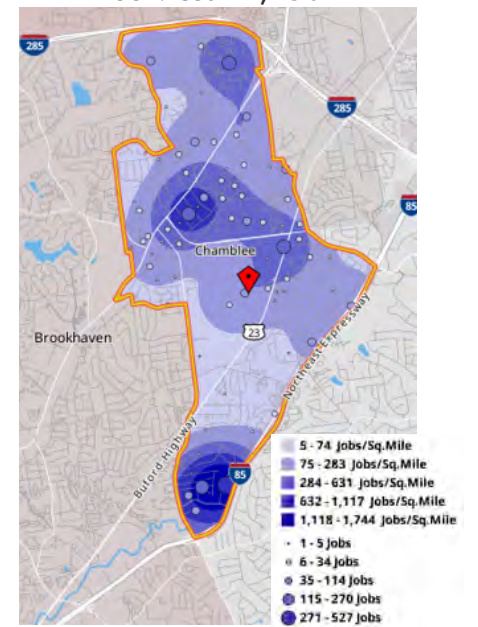 285
285
85
Chamblee
Brookhaven
23
Northeast Expressway
Buford Highway
85
5 - 74 Jobs/Sq.Mile
75 - 283 Jobs/Sq.Mile
284 - 631 Jobs/Sq.Mile
632 - 1,117 Jobs/Sq.Mile
1,118 - 1,744 Jobs/Sq.Mile
1 - 5 Jobs
6 - 34 Jobs
35 - 114 Jobs
115 - 270 Jobs
271 - 527 Jobs